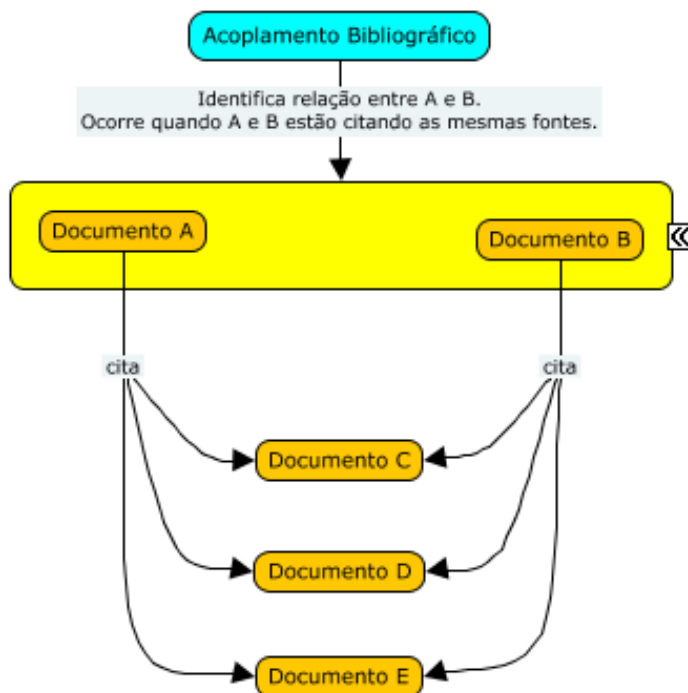 Acoplamento Bibliográfico
Identifica relação entre A e B.
Ocorre quando A e B estão citando as mesmas fontes.
Documento A
Documento B
cita
cita
Documento C
Documento D
Documento E